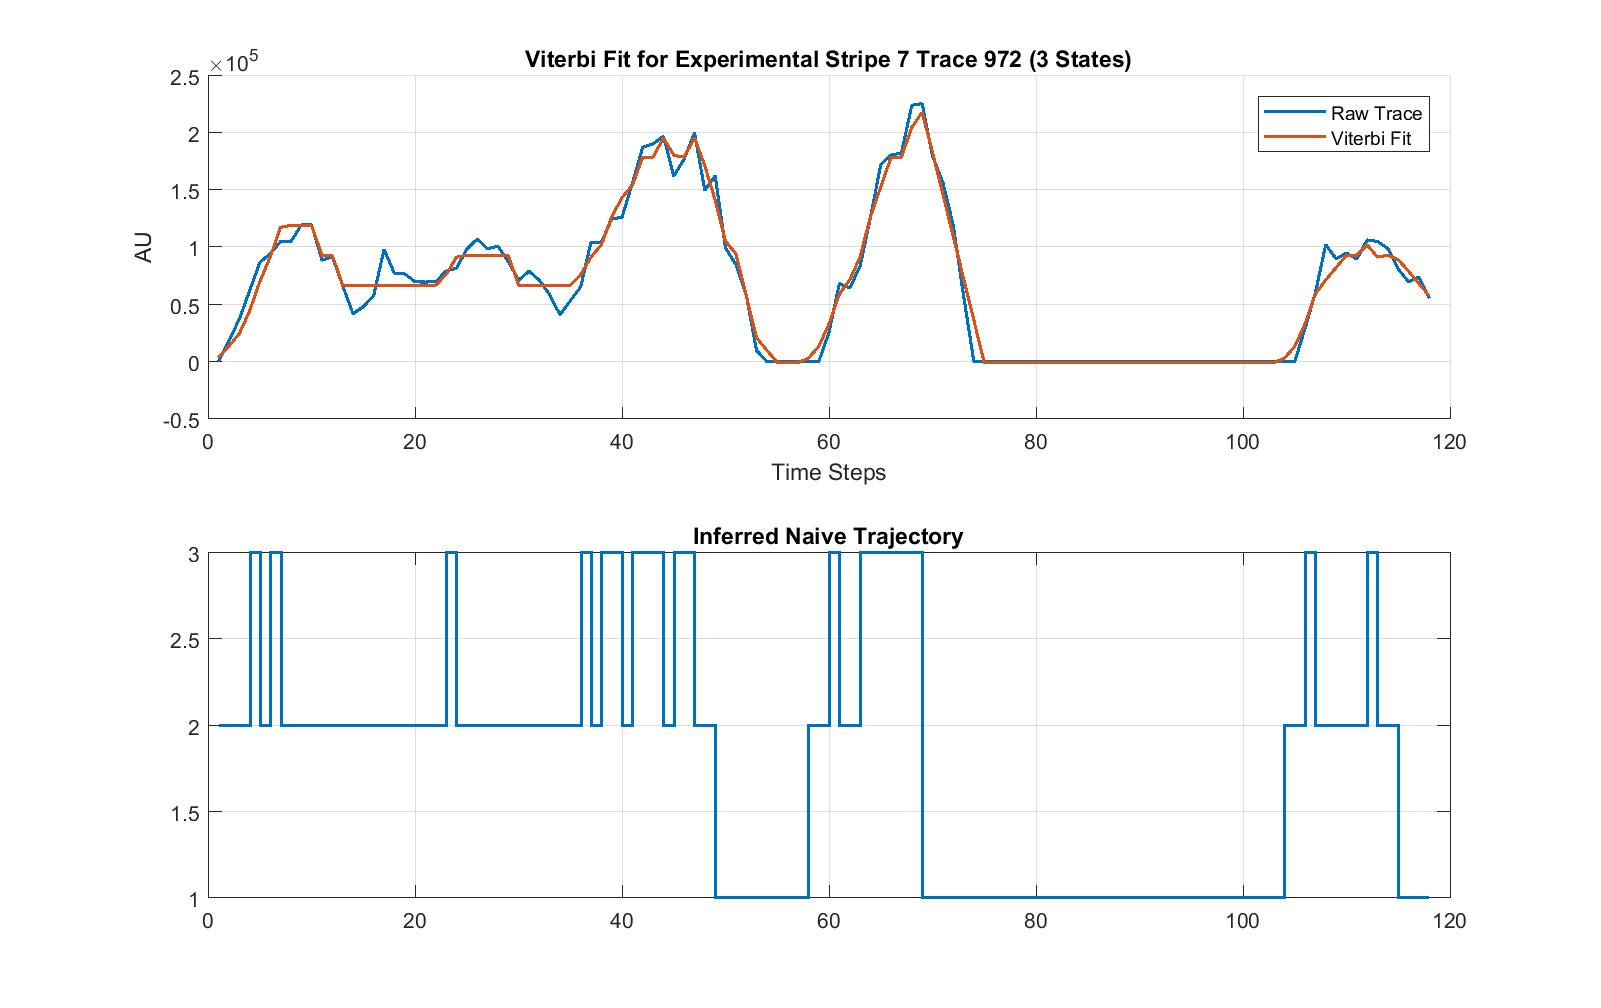 Viterbi Fit for Experimental Stripe 7 Trace 972 (3 States)
×10^5
2.5
2
1.5
1
0.5
0
-0.5
AU
Raw Trace
Viterbi Fit
0 20 40 60 80 100 120
Time Steps
Inferred Naive Trajectory
3
2.5
2
1.5
1
0 20 40 60 80 100 120